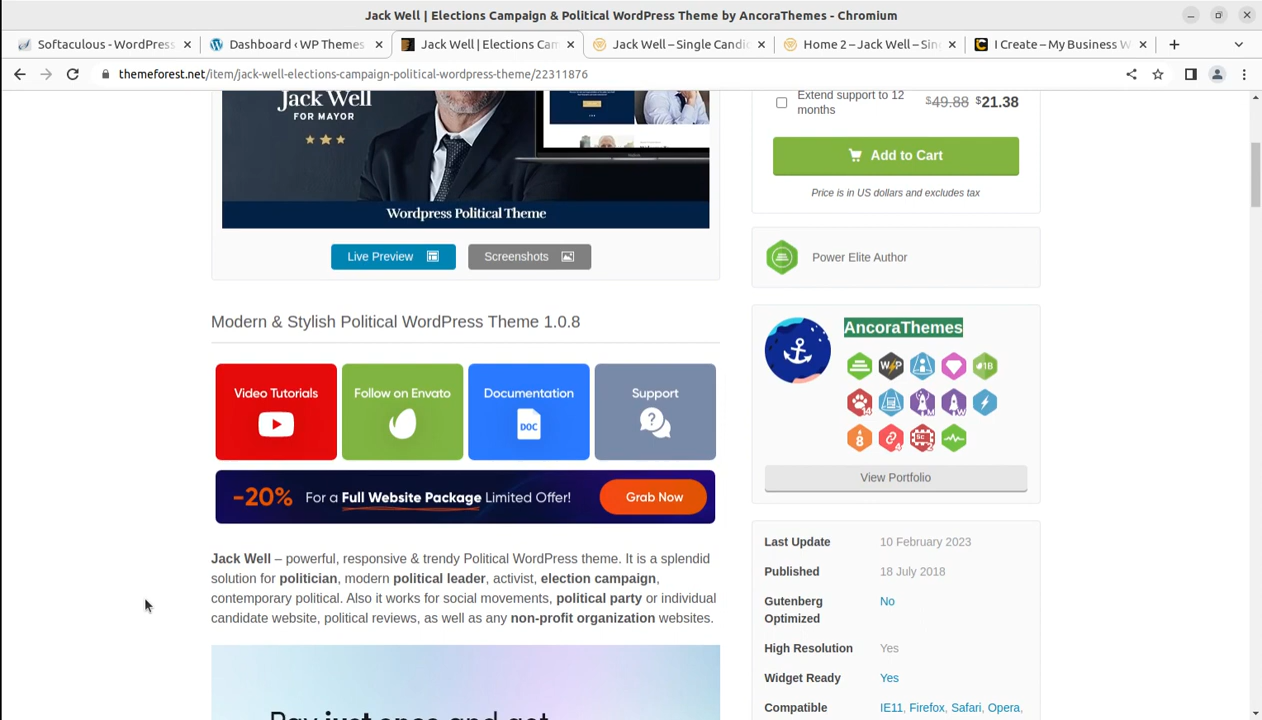 Jack Well | Elections Campaign & Political WordPress Theme by AncoraThemes - Chromium
Softaculous - WordPress
Dashboard ‹ WP Themes
Jack Well | Elections Cam
Jack Well – Single Candic
Home 2 – Jack Well – Sin
I Create – My Business W
themeforest.net/item/jack-well-elections-campaign-political-wordpress-theme/22311876
Jack Well
FOR MAYOR
Wordpress Political Theme
Live Preview
Screenshots
Modern & Stylish Political WordPress Theme 1.0.8
Video Tutorials
Follow on Envato
Documentation
DOC
Support
-20% For a Full Website Package Limited Offer! Grab Now
Jack Well – powerful, responsive & trendy Political WordPress theme. It is a splendid
solution for politician, modern political leader, activist, election campaign,
contemporary political. Also it works for social movements, political party or individual
candidate website, political reviews, as well as any non-profit organization websites.
Pay just once and get
Extend support to 12
months
$49.88 $21.38
Add to Cart
Price is in US dollars and excludes tax
Power Elite Author
AncoraThemes
View Portfolio
Last Update 10 February 2023
Published 18 July 2018
Gutenberg
Optimized
No
High Resolution Yes
Widget Ready Yes
Compatible IE11, Firefox, Safari, Opera,